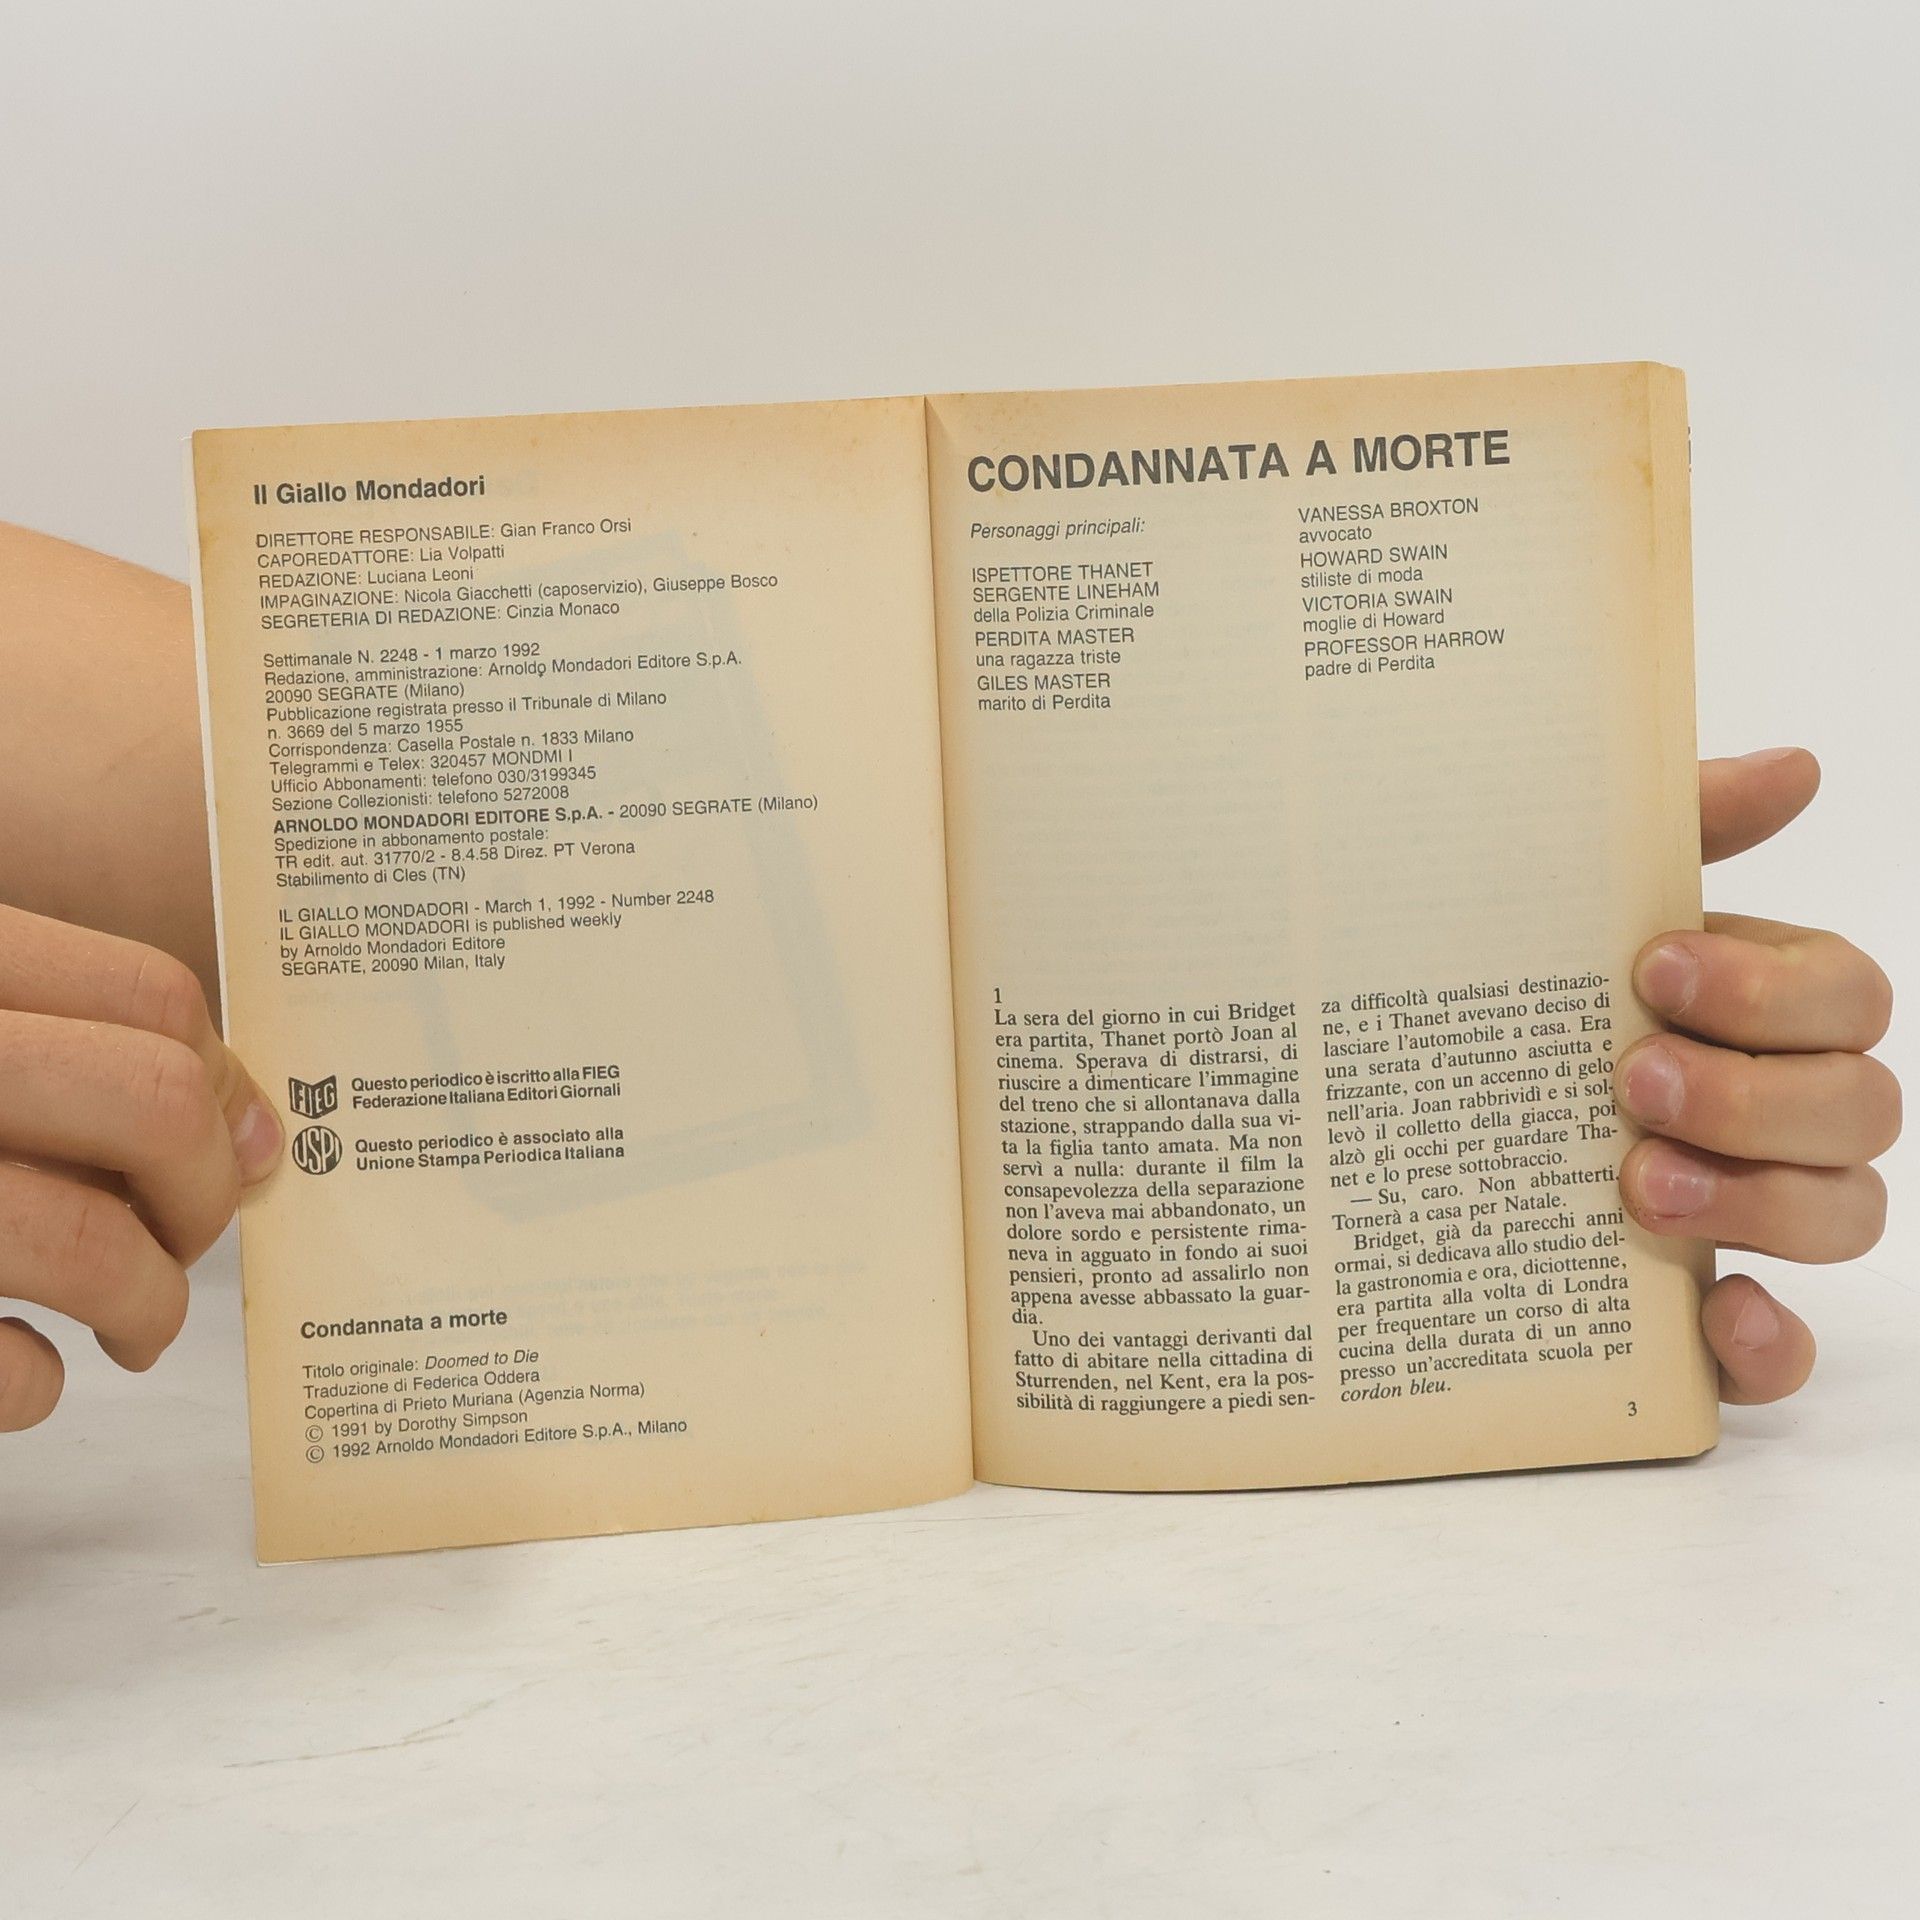 Il Giallo Mondadori
DIRETTORE RESPONSABILE: Gian Franco Orsi
CAPOREDATTORE: Lia Volpatti
REDAZIONE: Luciana Leoni
IMPAGINAZIONE: Nicola Giacchetti (caposervizio), Giuseppe Bosco
SEGRETERIA DI REDAZIONE: Cinzia Monaco
Settimanale N. 2248 - 1 marzo 1992
Redazione, amministrazione: Arnoldo Mondadori Editore S.p.A.
20090 SEGRATE (Milano)
Pubblicazione registrata presso il Tribunale di Milano
n. 3669 del 5 marzo 1955
Corrispondenza: Casella Postale n. 1833 Milano
Telegrammi e Telex: 320457 MONDMI I
Ufficio Abbonamenti: telefono 030/3199345
Sezione Collezionisti: telefono 5272008
ARNOLDO MONDADORI EDITORE S.p.A. - 20090 SEGRATE (Milano)
Spedizione in abbonamento postale:
TR edit. aut. 31770/2 - 8.4.58 Direz. PT Verona
Stabilimento di Cles (TN)
IL GIALLO MONDADORI - March 1, 1992 - Number 2248
IL GIALLO MONDADORI is published weekly
by Arnoldo Mondadori Editore
SEGRATE, 20090 Milan, Italy
FIEG
Questo periodico è iscritto alla FIEG
Federazione Italiana Editori Giornali
USPI
Questo periodico è associato alla
Unione Stampa Periodica Italiana
Condannata a morte
Titolo originale: Doomed to Die
Traduzione di Federica Oddera
Copertina di Prieto Muriana (Agenzia Norma)
© 1991 by Dorothy Simpson
© 1992 Arnoldo Mondadori Editore S.p.A., Milano
CONDANNATA A MORTE
Personaggi principali:
ISPETTORE THANET
SERGENTE LINEHAM
della Polizia Criminale
PERDITA MASTER
una ragazza triste
GILES MASTER
marito di Perdita
VANESSA BROXTON
avvocato
HOWARD SWAIN
stiliste di moda
VICTORIA SWAIN
moglie di Howard
PROFESSOR HARROW
padre di Perdita
1
La sera del giorno in cui Bridget
era partita, Thanet portò Joan al
cinema. Sperava di distrarsi, di
riuscire a dimenticare l'immagine
del treno che si allontanava dalla
stazione, strappando dalla sua vi-
ta la figlia tanto amata. Ma non
servì a nulla: durante il film la
consapevolezza della separazione
non l'aveva mai abbandonato, un
dolore sordo e persistente rima-
neva in agguato in fondo ai suoi
pensieri, pronto ad assalirlo non
appena avesse abbassato la guar-
dia.
Uno dei vantaggi derivanti dal
fatto di abitare nella cittadina di
Sturrenden, nel Kent, era la pos-
sibilità di raggiungere a piedi sen-
za difficoltà qualsiasi destinazio-
ne, e i Thanet avevano deciso di
lasciare l'automobile a casa. Era
una serata d'autunno asciutta e
frizzante, con un accenno di gelo
nell'aria. Joan rabbrividì e si sol-
levò il colletto della giacca, poi
alzò gli occhi per guardare Tha-
net e lo prese sottobraccio.
— Su, caro. Non abbatterti.
Tornerà a casa per Natale.
Bridget, già da parecchi anni
ormai, si dedicava allo studio del-
la gastronomia e ora, diciottenne,
era partita alla volta di Londra
per frequentare un corso di alta
cucina della durata di un anno
presso un'accreditata scuola per
cordon bleu.
3